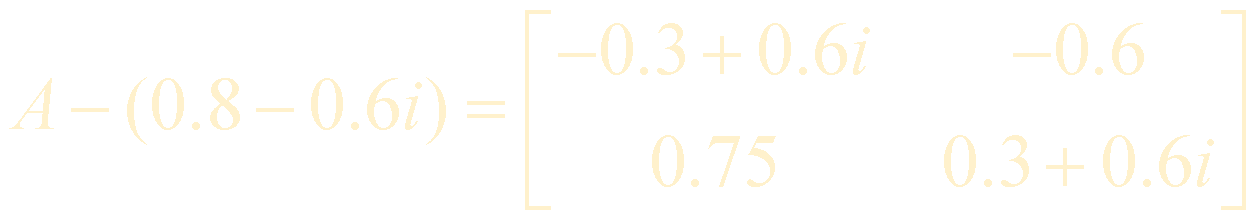 A − (0.8 − 0.6i) = [ −0.3 + 0.6i  −0.6
0.75  0.3 + 0.6i ]